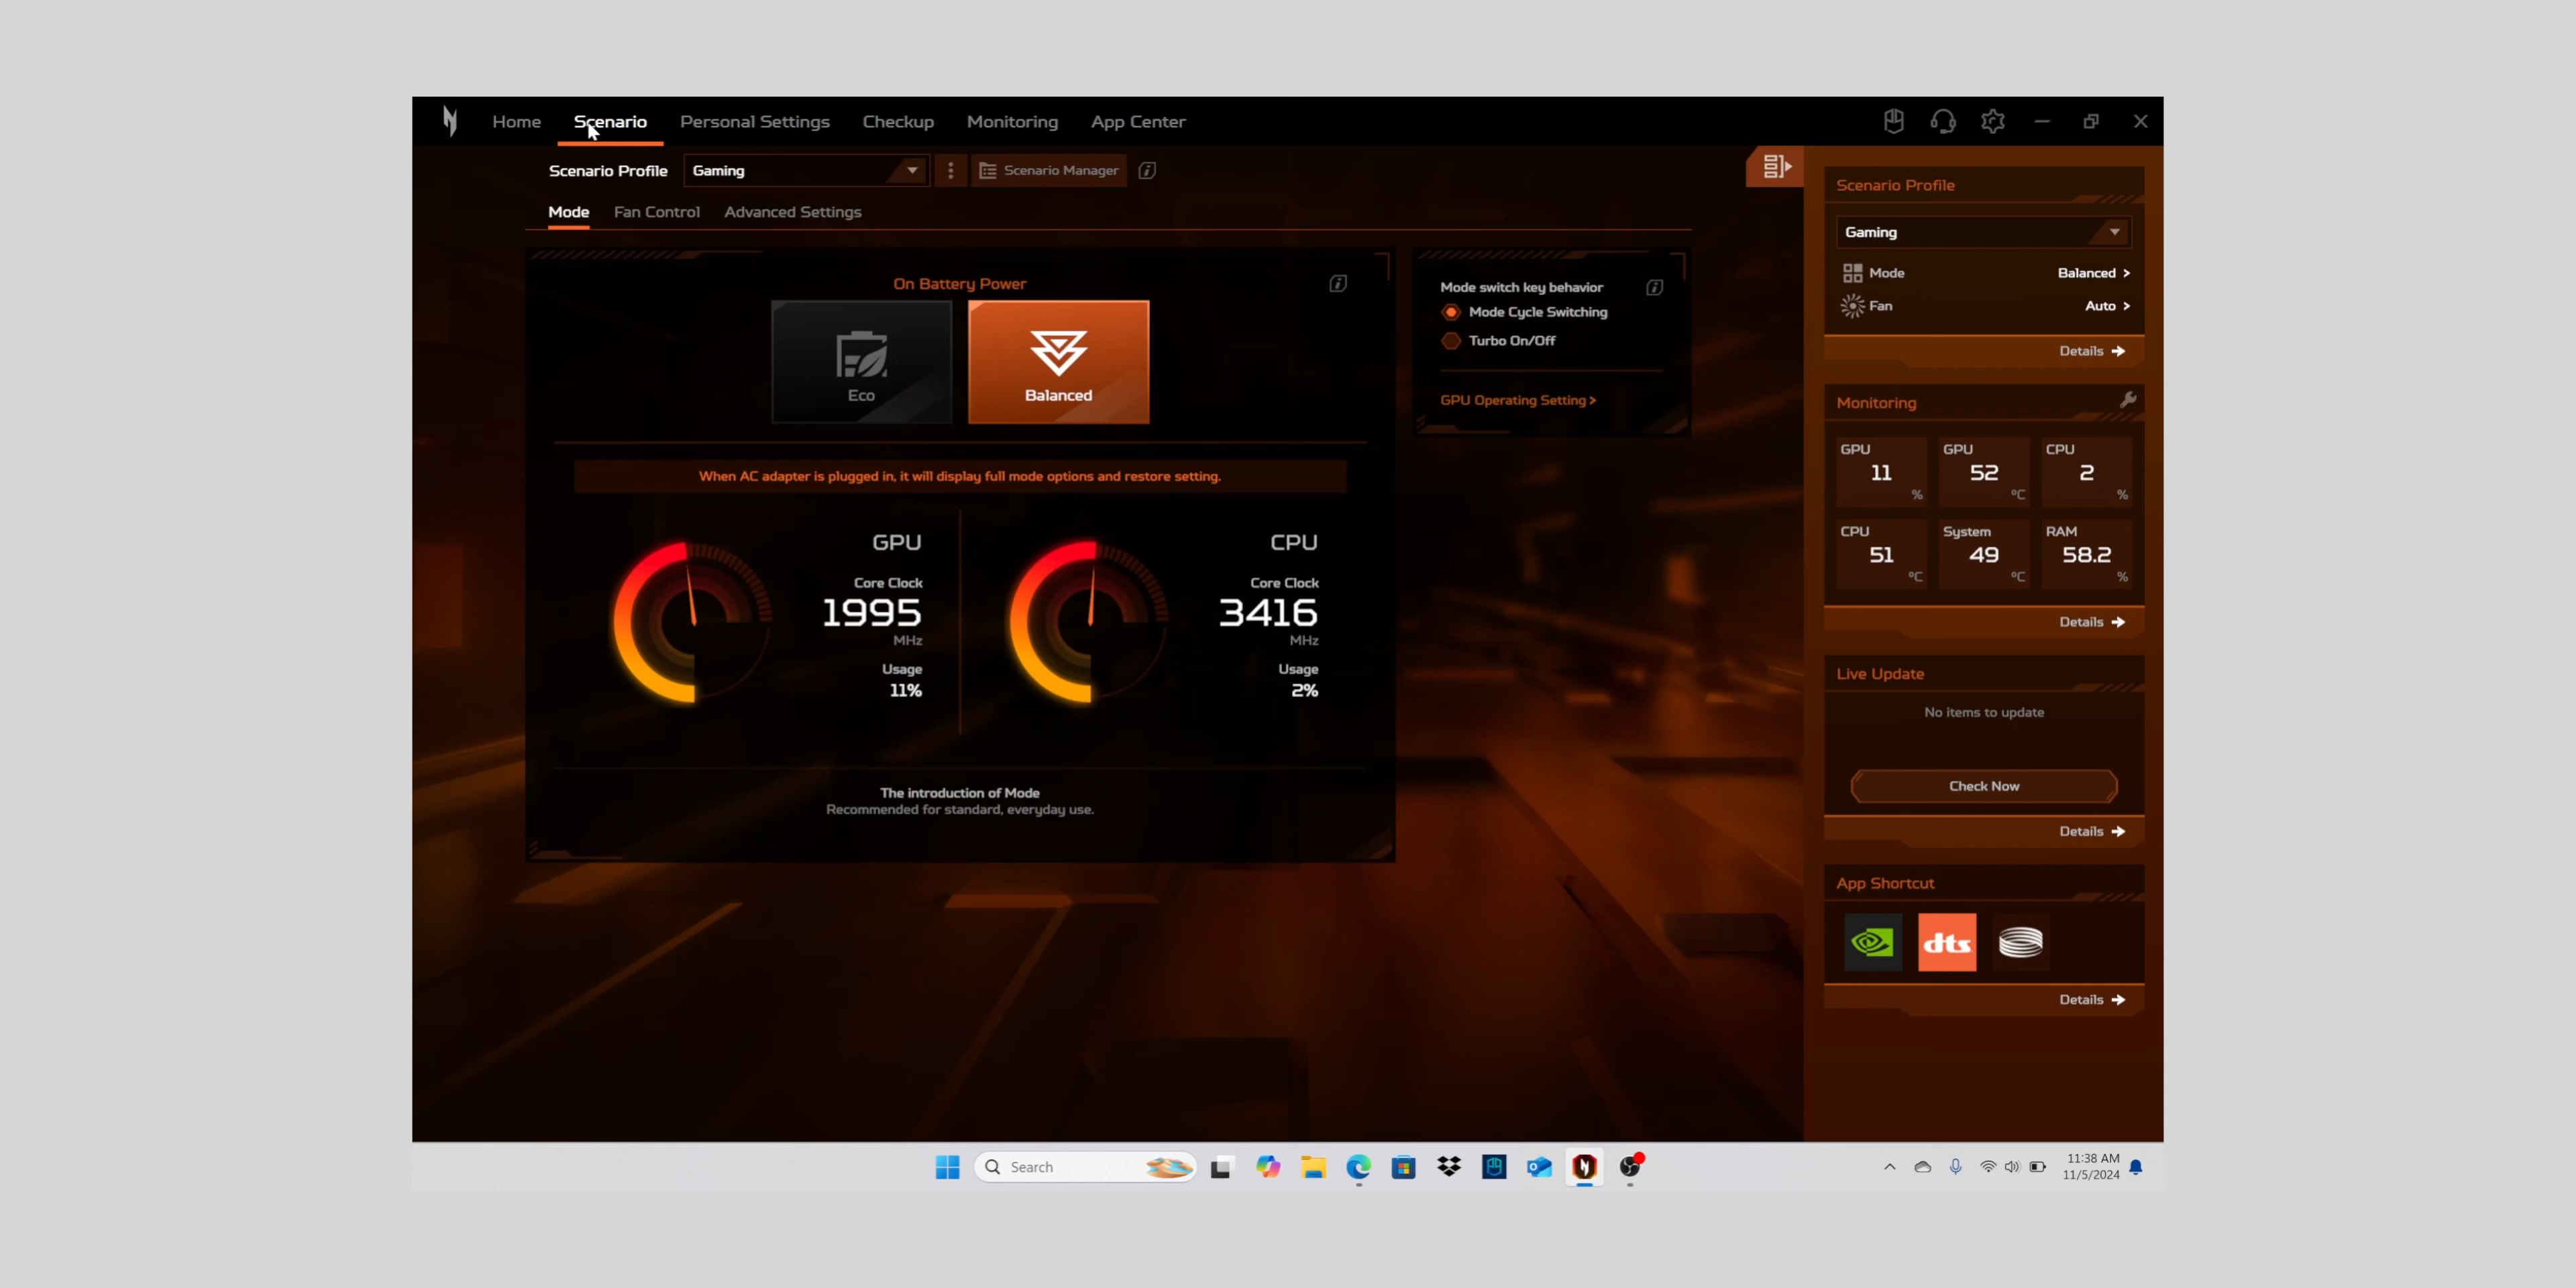 Home
Scenario
Personal Settings
Checkup
Monitoring
App Center
Scenario Profile
Gaming
Scenario Manager
Mode
Fan Control
Advanced Settings
On Battery Power
Eco
Balanced
When AC adapter is plugged in, it will display full mode options and restore setting.
GPU
Core Clock
1995
MHz
Usage
11%
CPU
Core Clock
3416
MHz
Usage
2%
The introduction of Mode
Recommended for standard, everyday use.
Mode switch key behavior
Mode Cycle Switching
Turbo On/Off
GPU Operating Setting >
Scenario Profile
Gaming
Mode
Balanced >
Fan
Auto >
Details
Monitoring
GPU
11
%
GPU
52
°C
CPU
2
%
CPU
51
°C
System
49
°C
RAM
58.2
%
Details
Live Update
No items to update
Check Now
Details
App Shortcut
dts
Details
Search
11:38 AM
11/5/2024